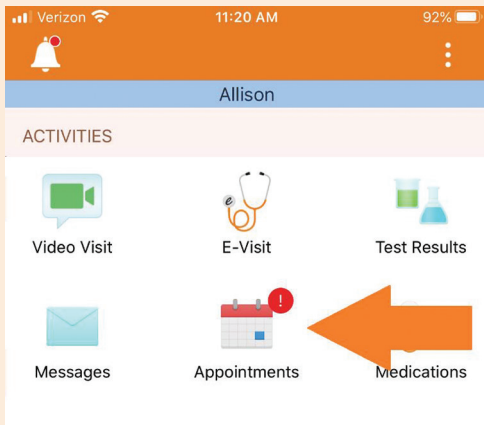 Verizon 11:20 AM 92%
Allison
ACTIVITIES
e
Video Visit E-Visit Test Results
!
Messages Appointments Medications